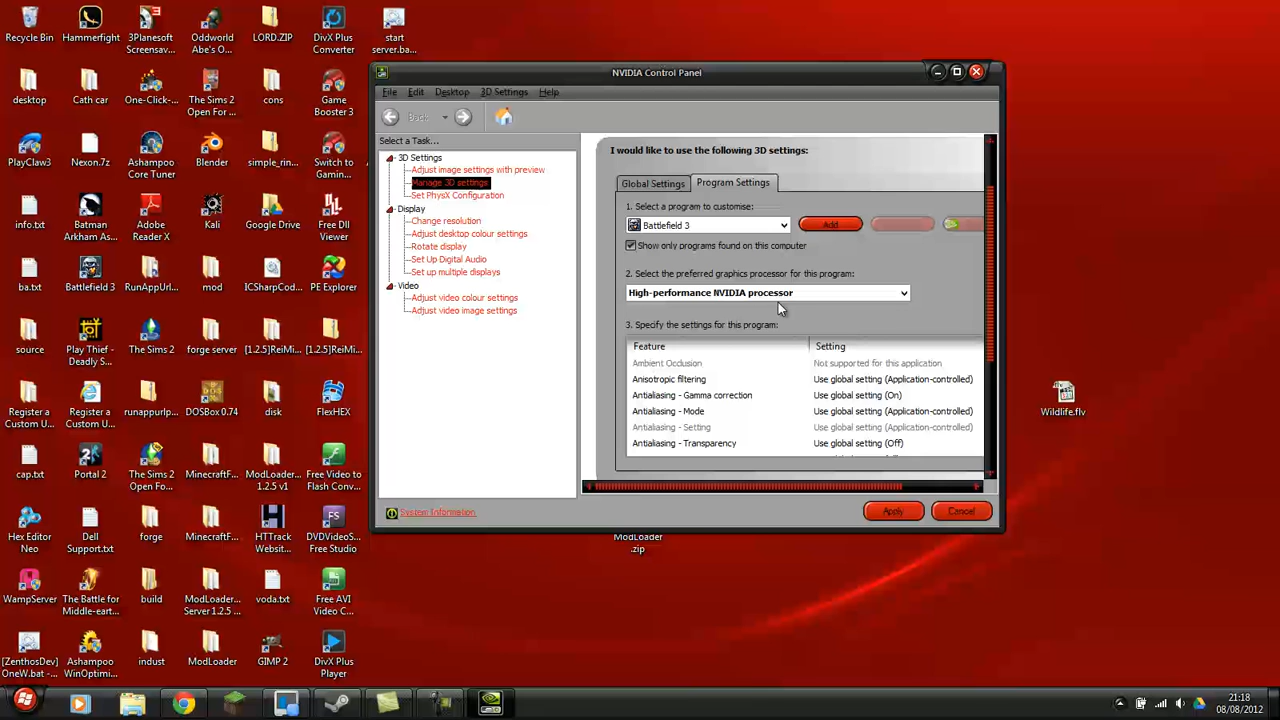 Recycle Bin
Hammerfight
3Planesoft
Screensav...
Oddworld
Abe's O...
LORD.ZIP
DivX Plus
Converter
start
server.ba...
desktop
Cath car
One-Click-...
The Sims 2
Open For ...
cons
Game
Booster 3
PlayClaw3
Nexon.7z
Ashampoo
Core Tuner
Blender
simple_rin...
Switch to
Gaming...
info.txt
Batman
Arkham As...
Adobe
Reader X
Kali
Google Drive
Free Dll
Viewer
ba.txt
Battlefield 3
RunAppUrl...
mod
ICSharpCod...
PE Explorer
source
Play Thief -
Deadly S...
The Sims 2
forge server
[1.2.5]ReiMi...
[1.2.5]ReiMi...
Register a
Custom U...
Register a
Custom U...
runappurlp...
DOSBox 0.74
disk
FlexHEX
cap.txt
Portal 2
The Sims 2
Open Fo...
MinecraftF...
ModLoader...
1.2.5 v1
Free Video to
Flash Conv...
Hex Editor
Neo
Dell
Support.txt
forge
MinecraftF...
HTTrack
Websit...
DVDVideoS...
Free Studio
WampServer
The Battle for
Middle-eart...
build
ModLoader...
Server 1.2.5 ...
voda.txt
Free AVI
Video C...
[ZenthosDev]
OneW.bat -...
Ashampoo
WinOptimi...
indust
ModLoader
GIMP 2
DivX Plus
Player
NVIDIA Control Panel
File Edit Desktop 3D Settings Help
Back
Select a Task...
3D Settings
Adjust image settings with preview
Manage 3D settings
Set PhysX Configuration
Display
Change resolution
Adjust desktop colour settings
Rotate display
Set Up Digital Audio
Set up multiple displays
Video
Adjust video colour settings
Adjust video image settings
System Information
I would like to use the following 3D settings:
Global Settings Program Settings
1. Select a program to customise:
Battlefield 3 Add
Show only programs found on this computer
2. Select the preferred graphics processor for this program:
High-performance NVIDIA processor
3. Specify the settings for this program:
Feature Setting
Ambient Occlusion Not supported for this application
Anisotropic filtering Use global setting (Application-controlled)
Antialiasing - Gamma correction Use global setting (On)
Antialiasing - Mode Use global setting (Application-controlled)
Antialiasing - Setting Use global setting (Application-controlled)
Antialiasing - Transparency Use global setting (Off)
Apply Cancel
ModLoader
.zip
Wildlife.flv
21:18
08/08/2012